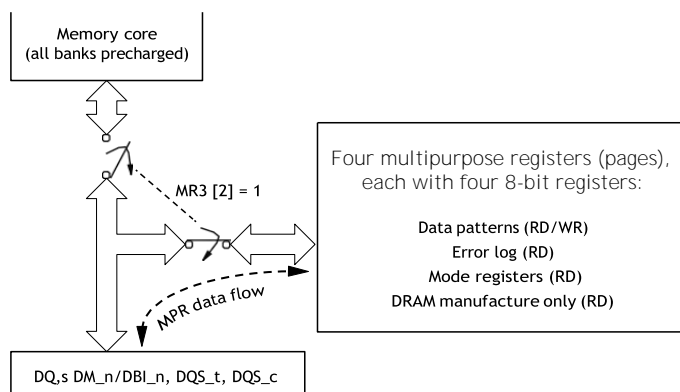 Memory core
(all banks precharged)
Four multipurpose registers (pages),
each with four 8-bit registers:
MR3 [2] = 1
Data patterns (RD/WR)
Error log (RD)
Mode registers (RD)
DRAM manufacture only (RD)
MPR data flow
DQ,s DM_n/DBI_n, DQS_t, DQS_c